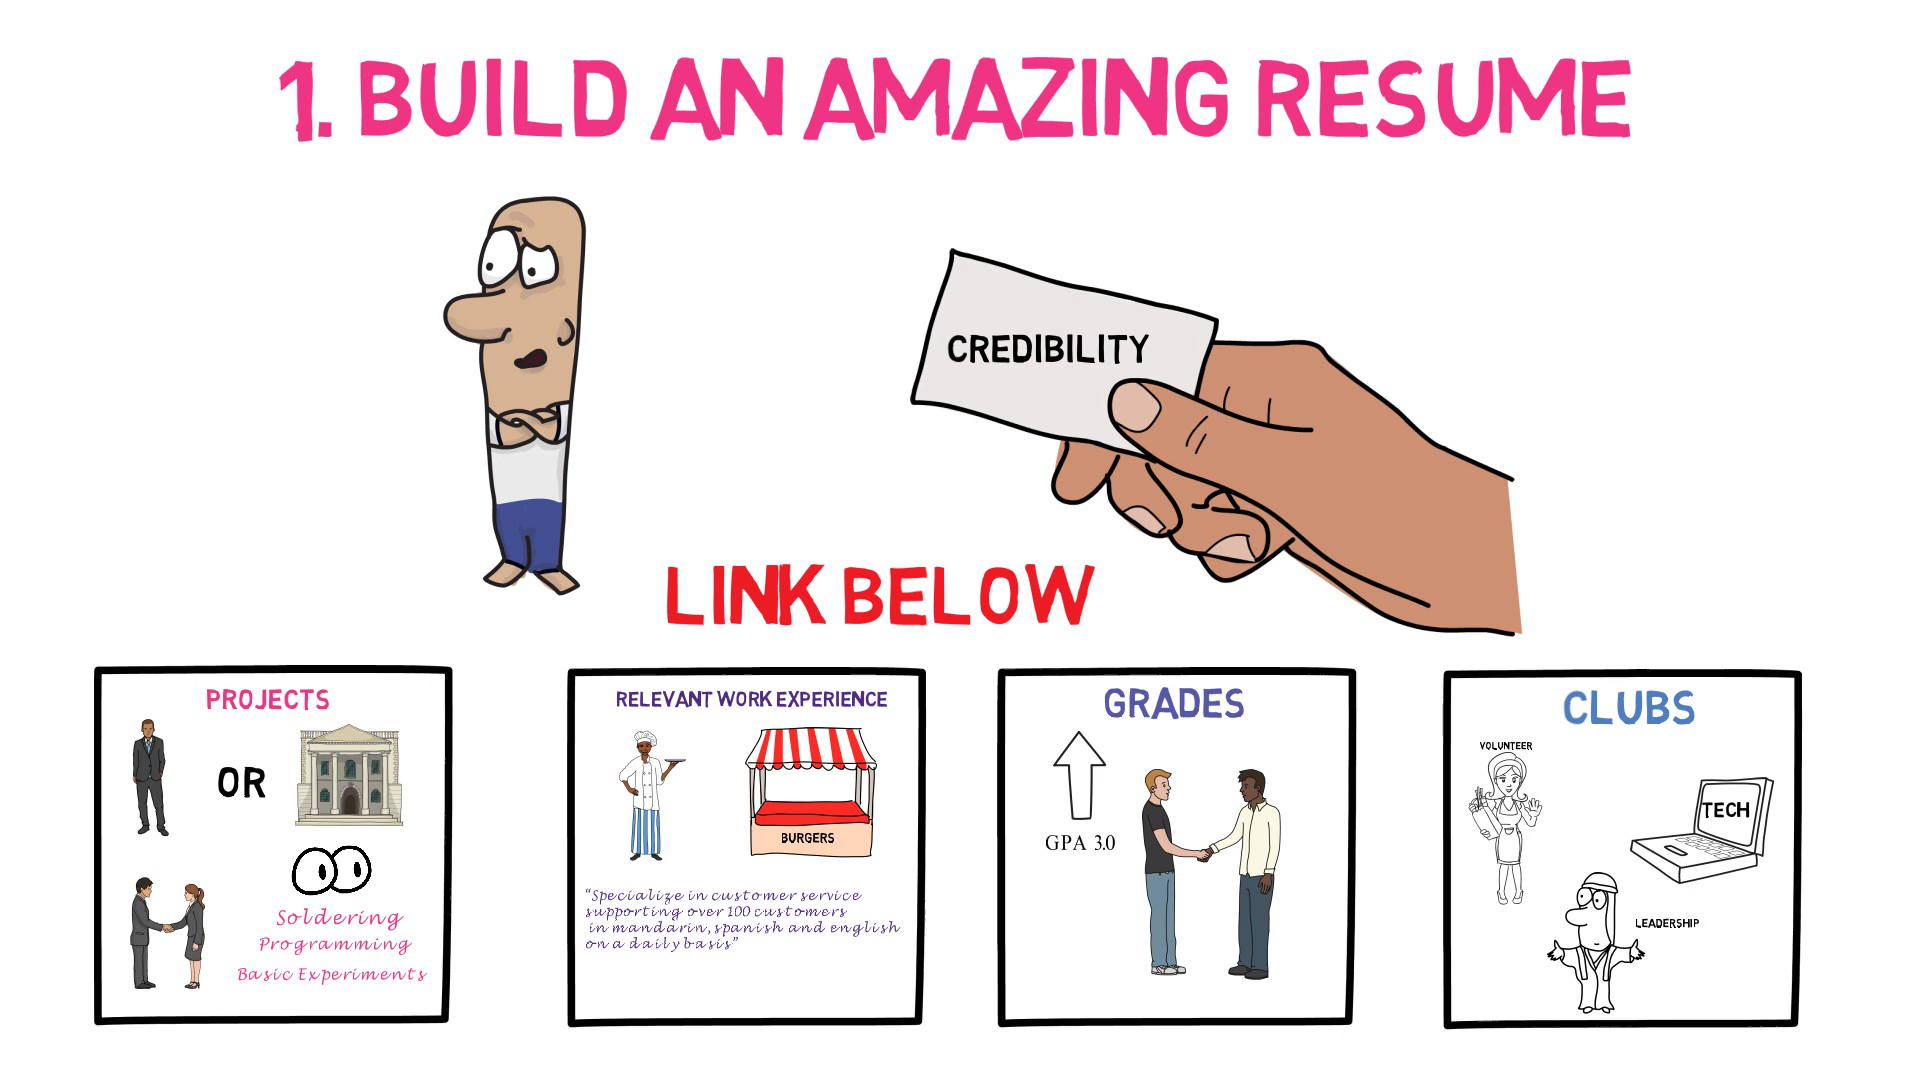 1. BUILD AN AMAZING RESUME
CREDIBILITY
LINK BELOW
PROJECTS
OR
Soldering
Programming
Basic Experiments
RELEVANT WORK EXPERIENCE
BURGERS
"Specialize in customer service
supporting over 100 customers
in mandarin, spanish and english
on a daily basis"
GRADES
GPA 3.0
CLUBS
VOLUNTEER
TECH
LEADERSHIP